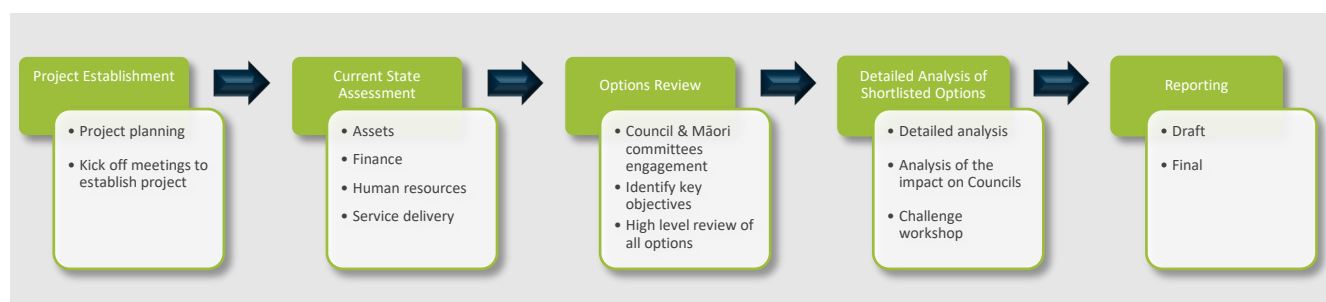 Project Establishment
• Project planning
• Kick off meetings to
establish project
Current State
Assessment
• Assets
• Finance
• Human resources
• Service delivery
Options Review
• Council & Māori
committees
engagement
• Identify key
objectives
• High level review of
all options
Detailed Analysis of
Shortlisted Options
• Detailed analysis
• Analysis of the
impact on Councils
• Challenge
workshop
Reporting
• Draft
• Final